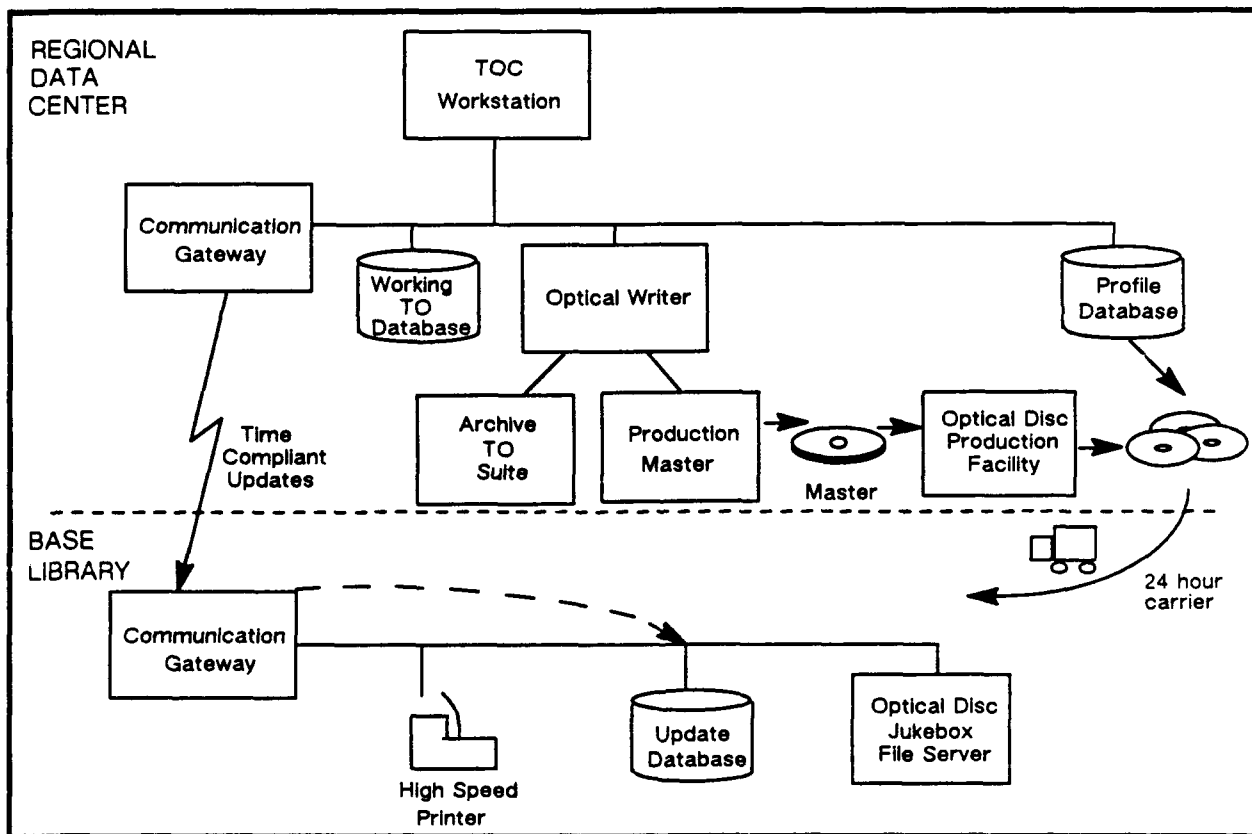 REGIONAL
DATA
CENTER
TOC
Workstation
Communication
Gateway
Working
TO
Database
Optical Writer
Profile
Database
Archive
TO
Suite
Production
Master
Master
Optical Disc
Production
Facility
Time
Compliant
Updates
BASE
LIBRARY
24 hour
carrier
Communication
Gateway
High Speed
Printer
Update
Database
Optical Disc
Jukebox
File Server